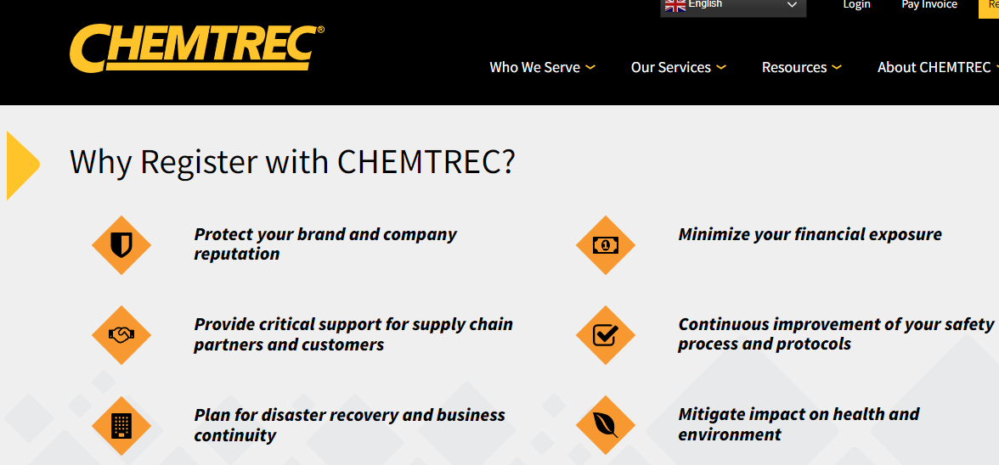 English
Login
Pay Invoice
Re
CHEMTREC®
Who We Serve
Our Services
Resources
About CHEMTREC
Why Register with CHEMTREC?
Protect your brand and company
reputation
Minimize your financial exposure
Provide critical support for supply chain
partners and customers
Continuous improvement of your safety
process and protocols
Plan for disaster recovery and business
continuity
Mitigate impact on health and
environment